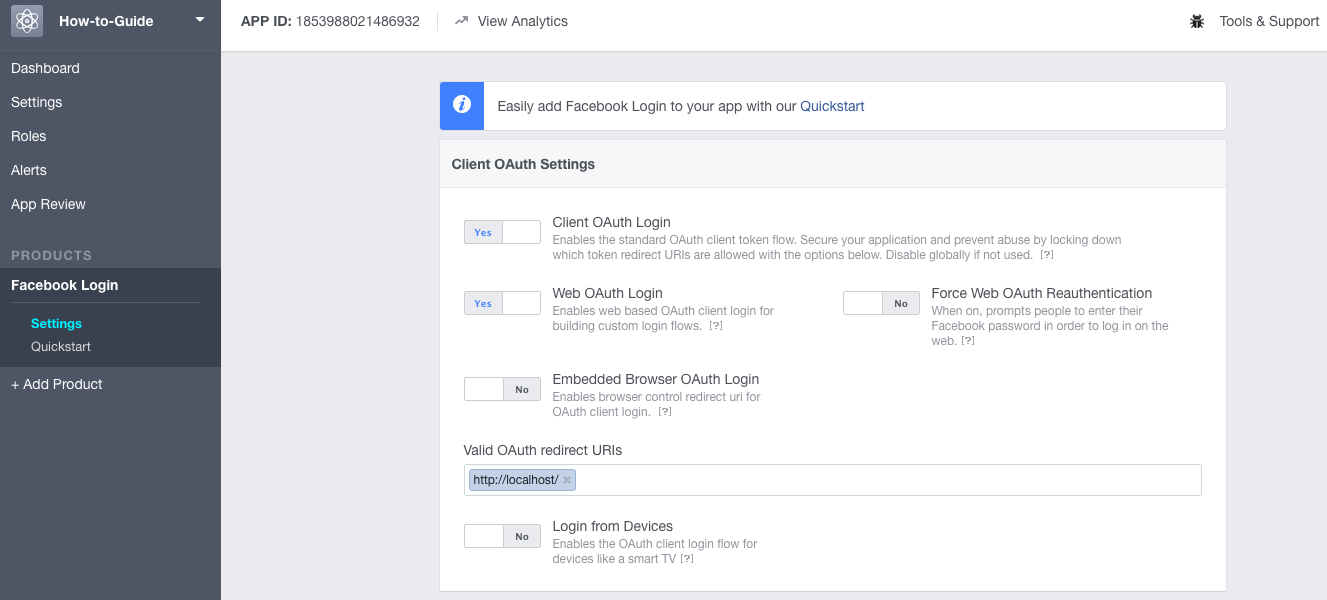 How-to-Guide
APP ID: 1853988021486932
View Analytics
Tools & Support
Dashboard
Settings
Roles
Alerts
App Review
PRODUCTS
Facebook Login
Settings
Quickstart
+ Add Product
Easily add Facebook Login to your app with our Quickstart
Client OAuth Settings
Yes
Client OAuth Login
Enables the standard OAuth client token flow. Secure your application and prevent abuse by locking down
which token redirect URIs are allowed with the options below. Disable globally if not used. [?]
Yes
Web OAuth Login
Enables web based OAuth client login for
building custom login flows. [?]
No
Force Web OAuth Reauthentication
When on, prompts people to enter their
Facebook password in order to log in on the
web. [?]
No
Embedded Browser OAuth Login
Enables browser control redirect uri for
OAuth client login. [?]
Valid OAuth redirect URIs
http://localhost/ ×
No
Login from Devices
Enables the OAuth client login flow for
devices like a smart TV [?]